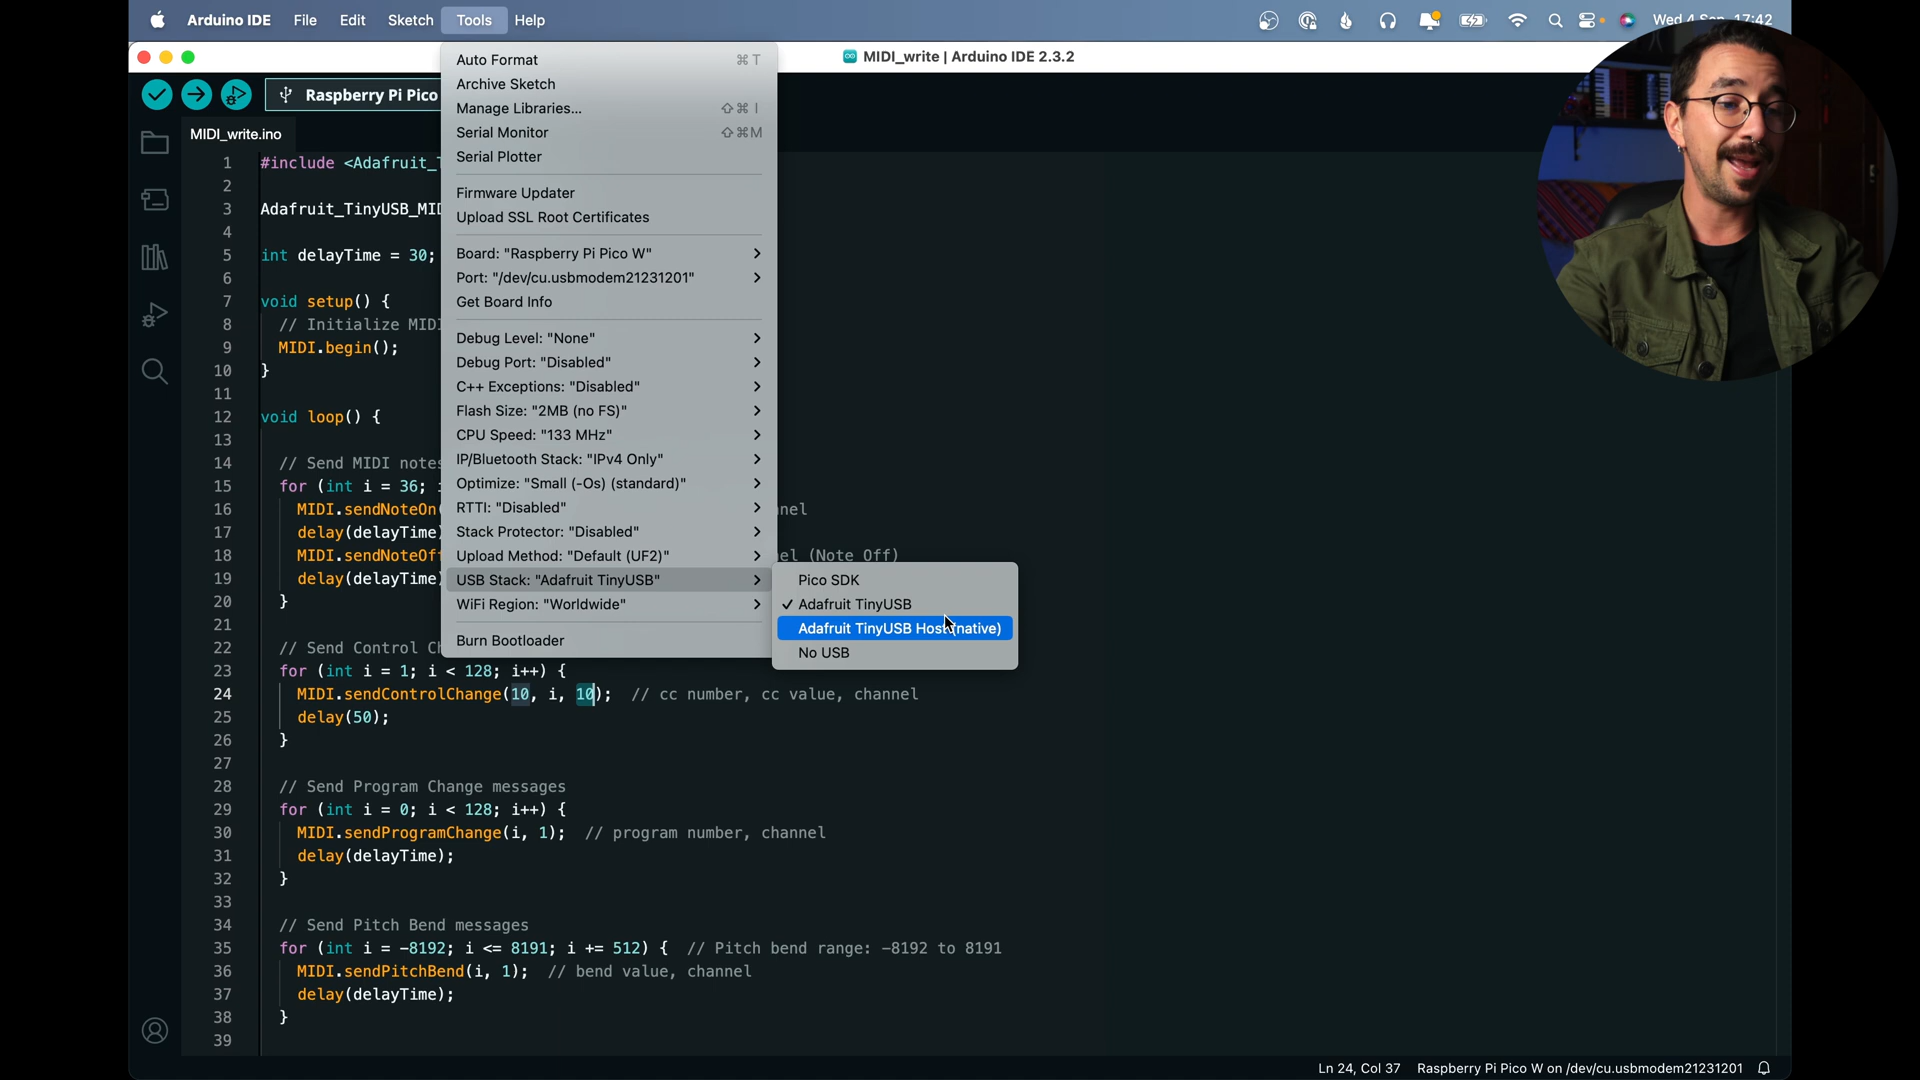 Arduino IDE File Edit Sketch Tools Help
Wed 4 Sep 17:42
MIDI_write | Arduino IDE 2.3.2
Raspberry Pi Pico
MIDI_write.ino
Auto Format ⌘ T
Archive Sketch
Manage Libraries... ⇧ ⌘ I
Serial Monitor ⇧ ⌘ M
Serial Plotter
Firmware Updater
Upload SSL Root Certificates
Board: "Raspberry Pi Pico W"
Port: "/dev/cu.usbmodem21231201"
Get Board Info
Debug Level: "None"
Debug Port: "Disabled"
C++ Exceptions: "Disabled"
Flash Size: "2MB (no FS)"
CPU Speed: "133 MHz"
IP/Bluetooth Stack: "IPv4 Only"
Optimize: "Small (-Os) (standard)"
RTTI: "Disabled"
Stack Protector: "Disabled"
Upload Method: "Default (UF2)"
USB Stack: "Adafruit TinyUSB"
WiFi Region: "Worldwide"
Burn Bootloader
Pico SDK
✓ Adafruit TinyUSB
Adafruit TinyUSB Host (native)
No USB
1 #include <Adafruit_
2
3 Adafruit_TinyUSB_MID
4
5 int delayTime = 30;
6
7 void setup() {
8 // Initialize MIDI
9 MIDI.begin();
10 }
11
12 void loop() {
13
14 // Send MIDI notes
15 for (int i = 36;
16 MIDI.sendNoteOn( nel
17 delay(delayTime)
18 MIDI.sendNoteOff el (Note Off)
19 delay(delayTime)
20 }
21
22 // Send Control Ch
23 for (int i = 1; i < 128; i++) {
24 MIDI.sendControlChange(10, i, 10); // cc number, cc value, channel
25 delay(50);
26 }
27
28 // Send Program Change messages
29 for (int i = 0; i < 128; i++) {
30 MIDI.sendProgramChange(i, 1); // program number, channel
31 delay(delayTime);
32 }
33
34 // Send Pitch Bend messages
35 for (int i = -8192; i <= 8191; i += 512) { // Pitch bend range: -8192 to 8191
36 MIDI.sendPitchBend(i, 1); // bend value, channel
37 delay(delayTime);
38 }
39
Ln 24, Col 37 Raspberry Pi Pico W on /dev/cu.usbmodem21231201